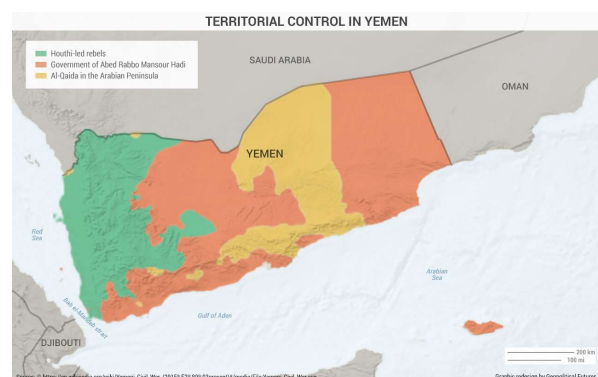 TERRITORIAL CONTROL IN YEMEN
Houthi-led rebels
Government of Abed Rabbo Mansour Hadi
Al-Qaida in the Arabian Peninsula
SAUDI ARABIA
OMAN
YEMEN
Red
Sea
Arabian
Sea
Bab el-Mandab strait
Gulf of Aden
DJIBOUTI
200 km
100 mi
Graphic redesign by Geopolitical Futures